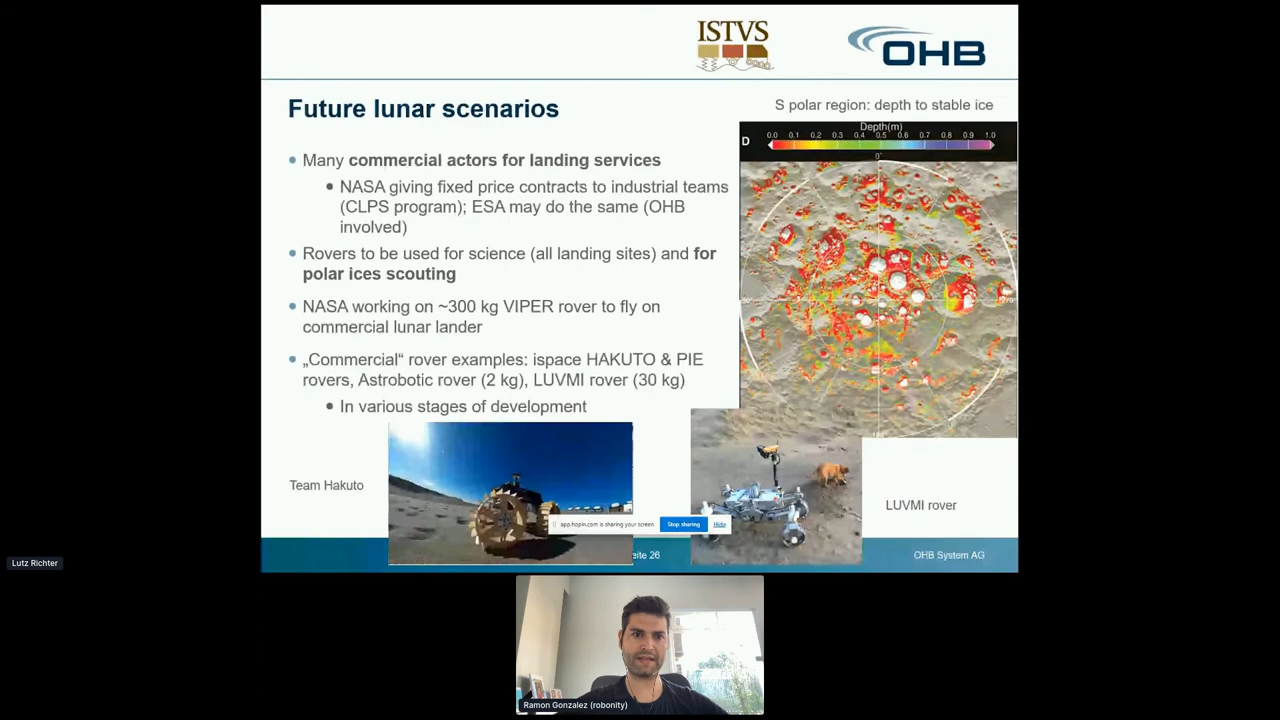 ISTVS
OHB
Future lunar scenarios
S polar region: depth to stable ice
Many commercial actors for landing services
NASA giving fixed price contracts to industrial teams
(CLPS program); ESA may do the same (OHB
involved)
Rovers to be used for science (all landing sites) and for
polar ices scouting
NASA working on ~300 kg VIPER rover to fly on
commercial lunar lander
„Commercial“ rover examples: ispace HAKUTO & PIE
rovers, Astrobotic rover (2 kg), LUVMI rover (30 kg)
In various stages of development
Depth(m)
D
0.0 0.1 0.2 0.3 0.4 0.5 0.6 0.7 0.8 0.9 1.0
0°
Team Hakuto
LUVMI rover
app.hopin.com is sharing your screen.
Stop sharing
Hide
eite 26
OHB System AG
Lutz Richter
Ramon Gonzalez (robonity)